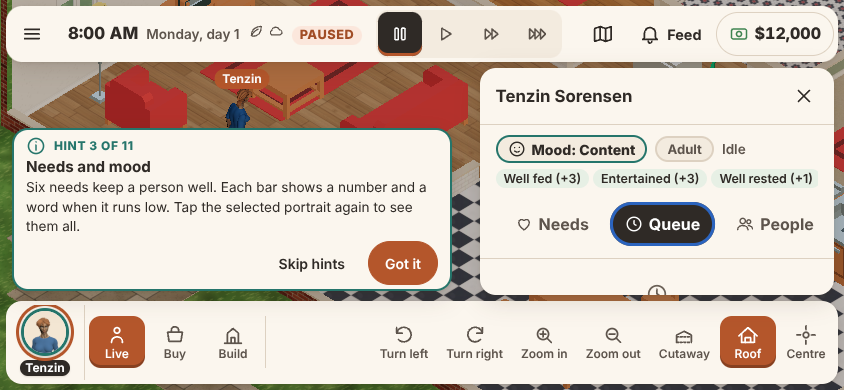 8:00 AM Monday, day 1 PAUSED Feed $12,000
Tenzin
HINT 3 OF 11
Needs and mood
Six needs keep a person well. Each bar shows a number and a
word when it runs low. Tap the selected portrait again to see
them all.
Skip hints Got it
Tenzin Sorensen
Mood: Content Adult Idle
Well fed (+3) Entertained (+3) Well rested (+1)
Needs Queue People
Tenzin
Live Buy Build Turn left Turn right Zoom in Zoom out Cutaway Roof Centre